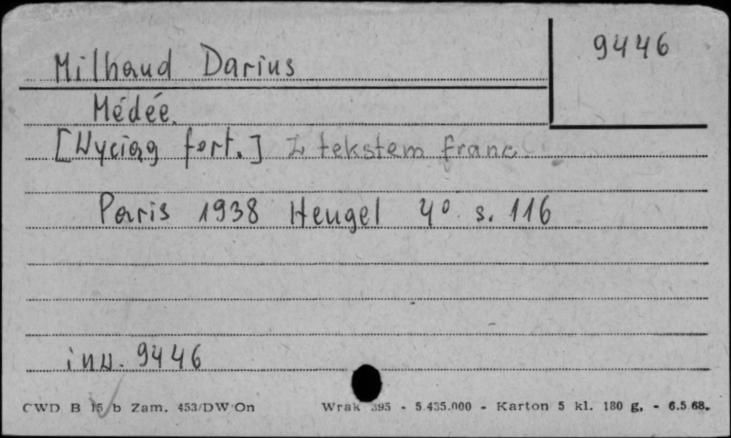 9446
Milhaud Darius
Médée.
[Wyciąg fort.] Z tekstem franc.
Paris 1938 Heugel 4º s. 116
inw. 9446
CWD B 15/b Zam. 453/DW/On Wrak 395 - 5.435.000 - Karton 5 kl. 180 g, - 6.5.68.